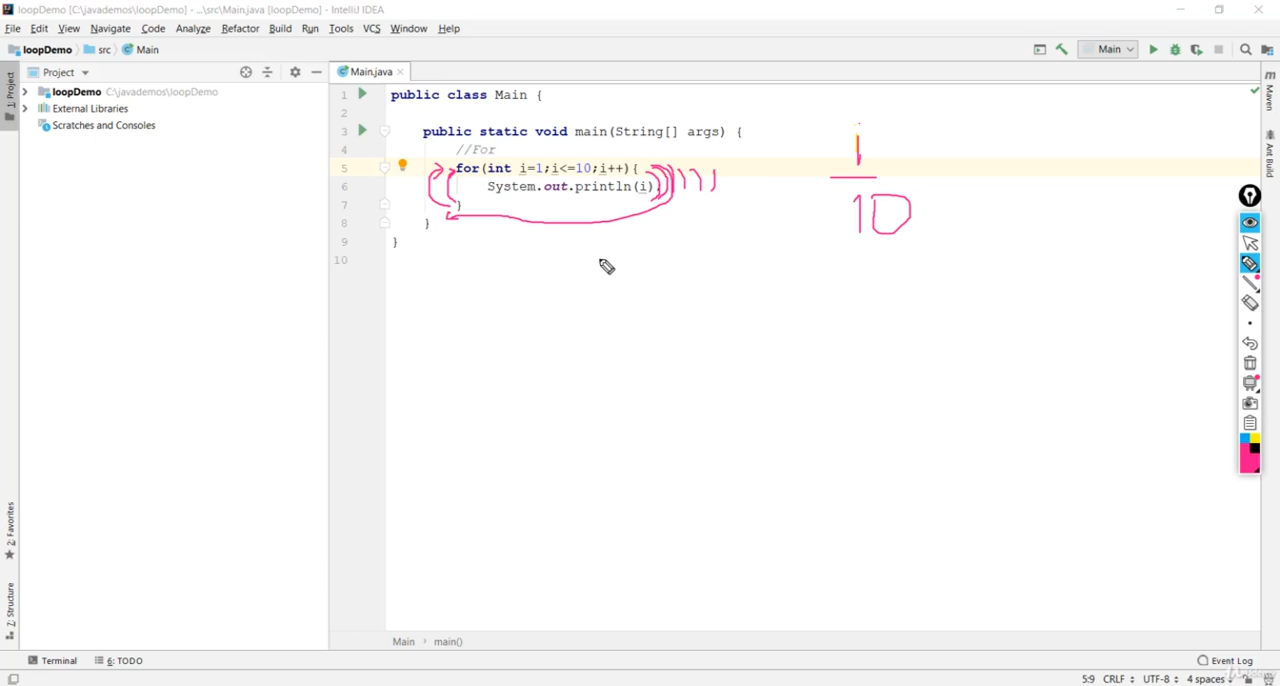 loopDemo [C:\javademos\loopDemo] - ...\src\Main.java [loopDemo] - IntelliJ IDEA
File Edit View Navigate Code Analyze Refactor Build Run Tools VCS Window Help
loopDemo src Main Main
Project Main.java
1: Project
loopDemo C:\javademos\loopDemo
External Libraries
Scratches and Consoles
1 public class Main {
2
3 public static void main(String[] args) {
4 //For
5 for(int i=1;i<=10;i++){
6 System.out.println(i);
7 }
8 }
9 }
10
i
10
m
Maven
Ant Build
2: Favorites
7: Structure
Main main()
Terminal 6: TODO Event Log
5:9 CRLF UTF-8 4 spaces